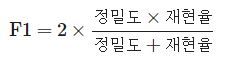 F1 = 2 × 정밀도 × 재현율 / 정밀도 + 재현율